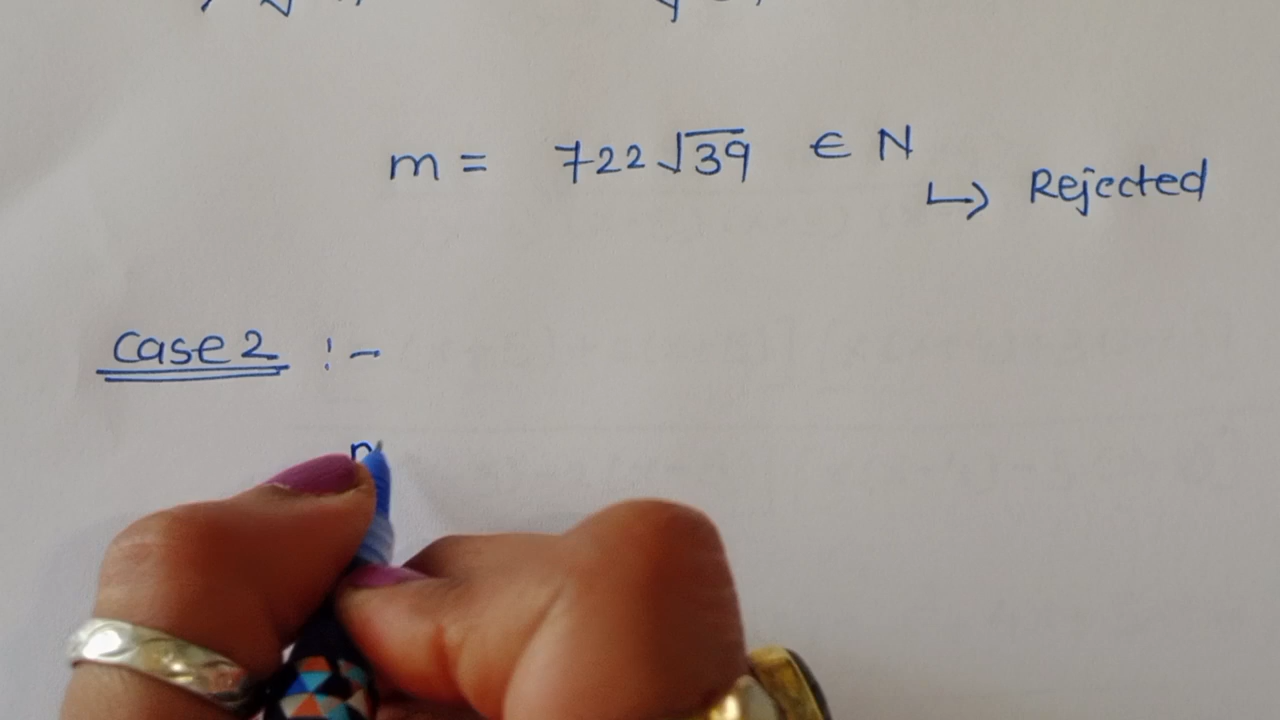 m = 722√39 ∈ N
↳ Rejected
Case 2 :-